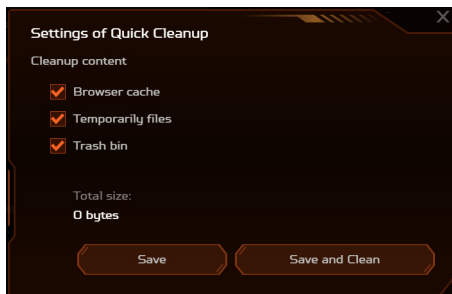 Settings of Quick Cleanup
Cleanup content
Browser cache
Temporarily files
Trash bin
Total size:
0 bytes
Save
Save and Clean